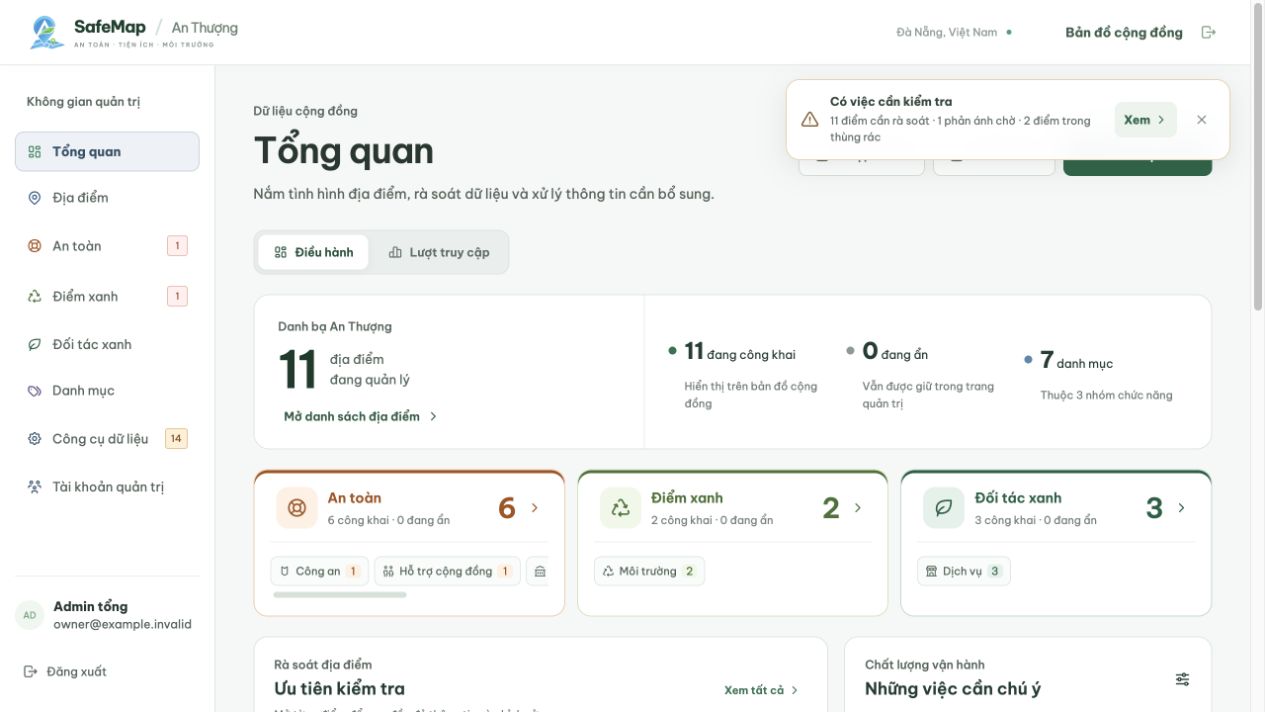 SafeMap / An Thượng
AN TOÀN · TIỆN ÍCH · MÔI TRƯỜNG
Đà Nẵng, Việt Nam
Bản đồ cộng đồng
Không gian quản trị
Tổng quan
Địa điểm
An toàn 1
Điểm xanh 1
Đối tác xanh
Danh mục
Công cụ dữ liệu 14
Tài khoản quản trị
AD
Admin tổng
owner@example.invalid
Đăng xuất
Có việc cần kiểm tra
11 điểm cần rà soát · 1 phản ánh chờ · 2 điểm trong
thùng rác
Xem
Dữ liệu cộng đồng
Tổng quan
Nắm tình hình địa điểm, rà soát dữ liệu và xử lý thông tin cần bổ sung.
Điều hành
Lượt truy cập
Danh bạ An Thượng
11 địa điểm
đang quản lý
Mở danh sách địa điểm
11 đang công khai
Hiển thị trên bản đồ cộng
đồng
0 đang ẩn
Vẫn được giữ trong trang
quản trị
7 danh mục
Thuộc 3 nhóm chức năng
An toàn
6 công khai · 0 đang ẩn
6
Công an 1
Hỗ trợ cộng đồng 1
Điểm xanh
2 công khai · 0 đang ẩn
2
Môi trường 2
Đối tác xanh
3 công khai · 0 đang ẩn
3
Dịch vụ 3
Rà soát địa điểm
Ưu tiên kiểm tra
Xem tất cả
Chất lượng vận hành
Những việc cần chú ý